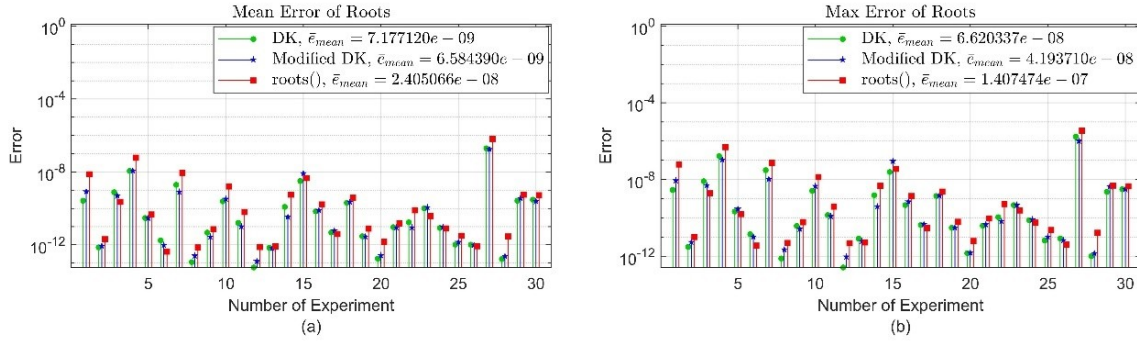 Mean Error of Roots
10^0
DK, ē_mean = 7.177120e − 09
Modified DK, ē_mean = 6.584390e − 09
roots(), ē_mean = 2.405066e − 08
10^-4
Error
10^-8
10^-12
5 10 15 20 25 30
Number of Experiment
(a)
Max Error of Roots
10^0
DK, ē_mean = 6.620337e − 08
Modified DK, ē_mean = 4.193710e − 08
roots(), ē_mean = 1.407474e − 07
10^-4
Error
10^-8
10^-12
5 10 15 20 25 30
Number of Experiment
(b)